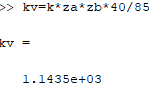 >> kv=k*za*zb*40/85
kv =
1.1435e+03